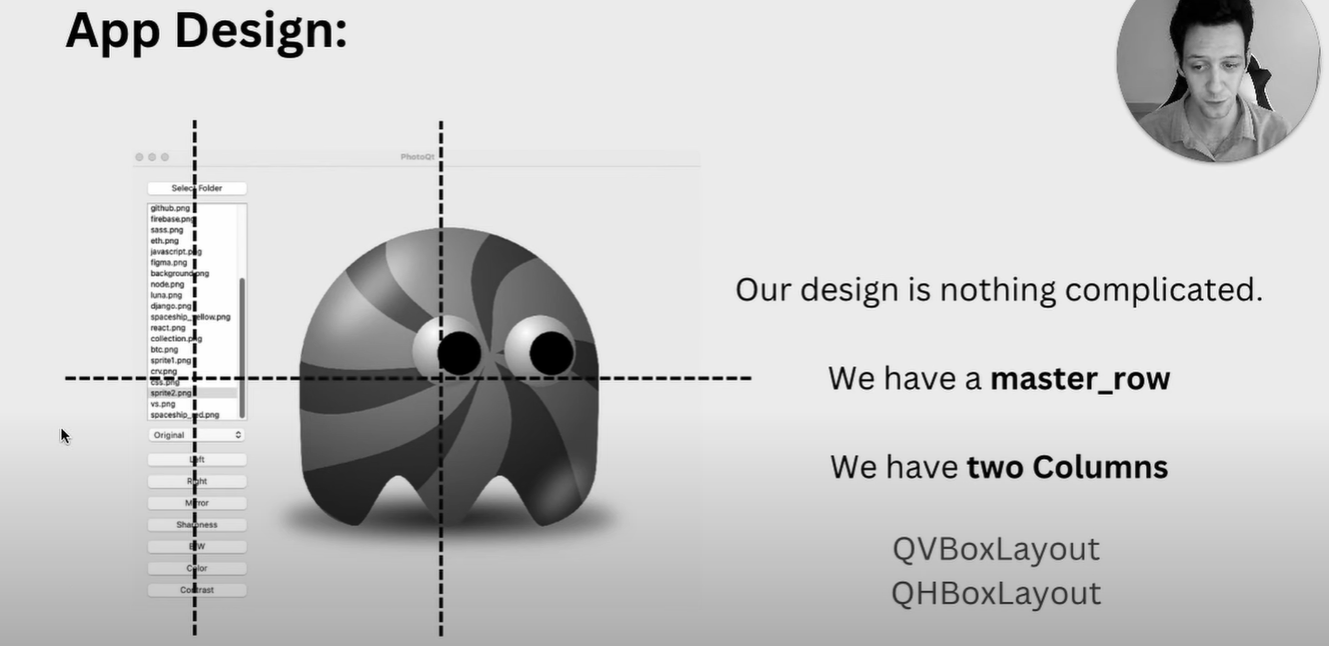 App Design:
PhotoQt
Select Folder
github.png
firebase.png
sass.png
eth.png
javascript.png
figma.png
background.png
node.png
luna.png
django.png
spaceship_yellow.png
react.png
collection.png
btc.png
sprite1.png
crv.png
css.png
sprite2.png
vs.png
spaceship_red.png
Original
Left
Right
Mirror
Sharpness
B/W
Color
Contrast
Our design is nothing complicated.
We have a master_row
We have two Columns
QVBoxLayout
QHBoxLayout